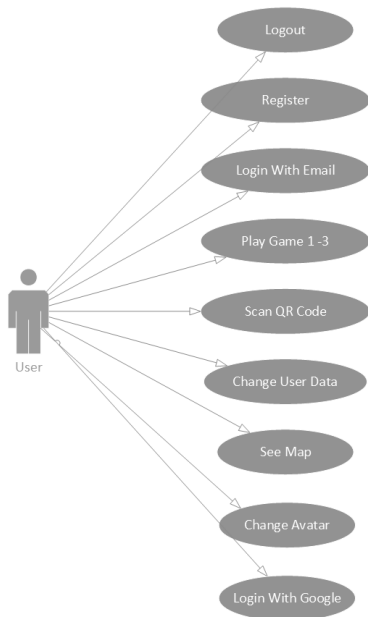 Logout
Register
Login With Email
Play Game 1 -3
Scan QR Code
User
Change User Data
See Map
Change Avatar
Login With Google